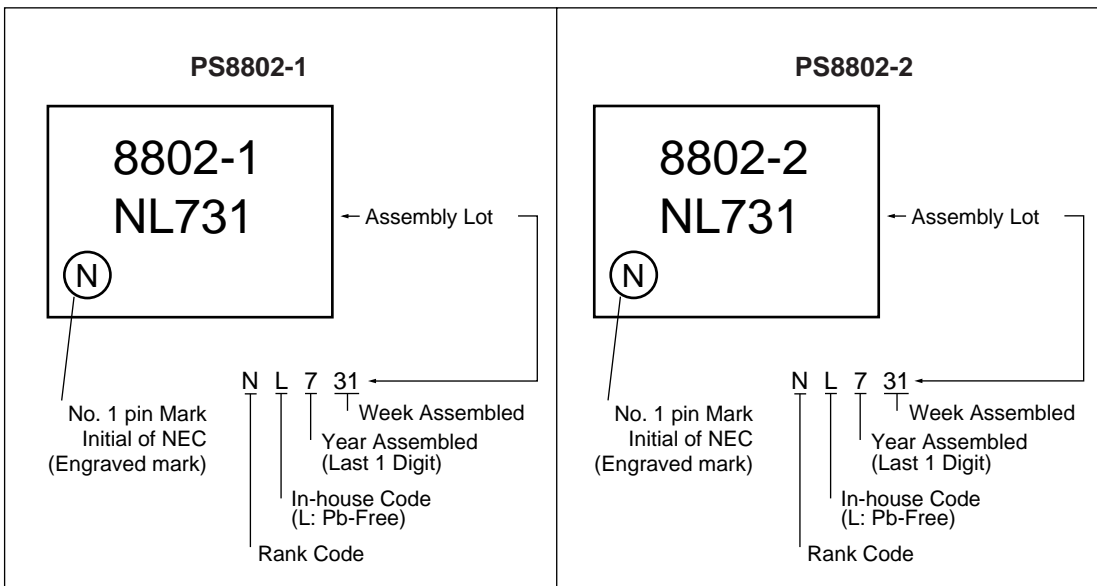 PS8802-1
8802-1
NL731
N
Assembly Lot
N L 7 31
No. 1 pin Mark
Initial of NEC
(Engraved mark)
Week Assembled
Year Assembled
(Last 1 Digit)
In-house Code
(L: Pb-Free)
Rank Code
PS8802-2
8802-2
NL731
N
Assembly Lot
N L 7 31
No. 1 pin Mark
Initial of NEC
(Engraved mark)
Week Assembled
Year Assembled
(Last 1 Digit)
In-house Code
(L: Pb-Free)
Rank Code